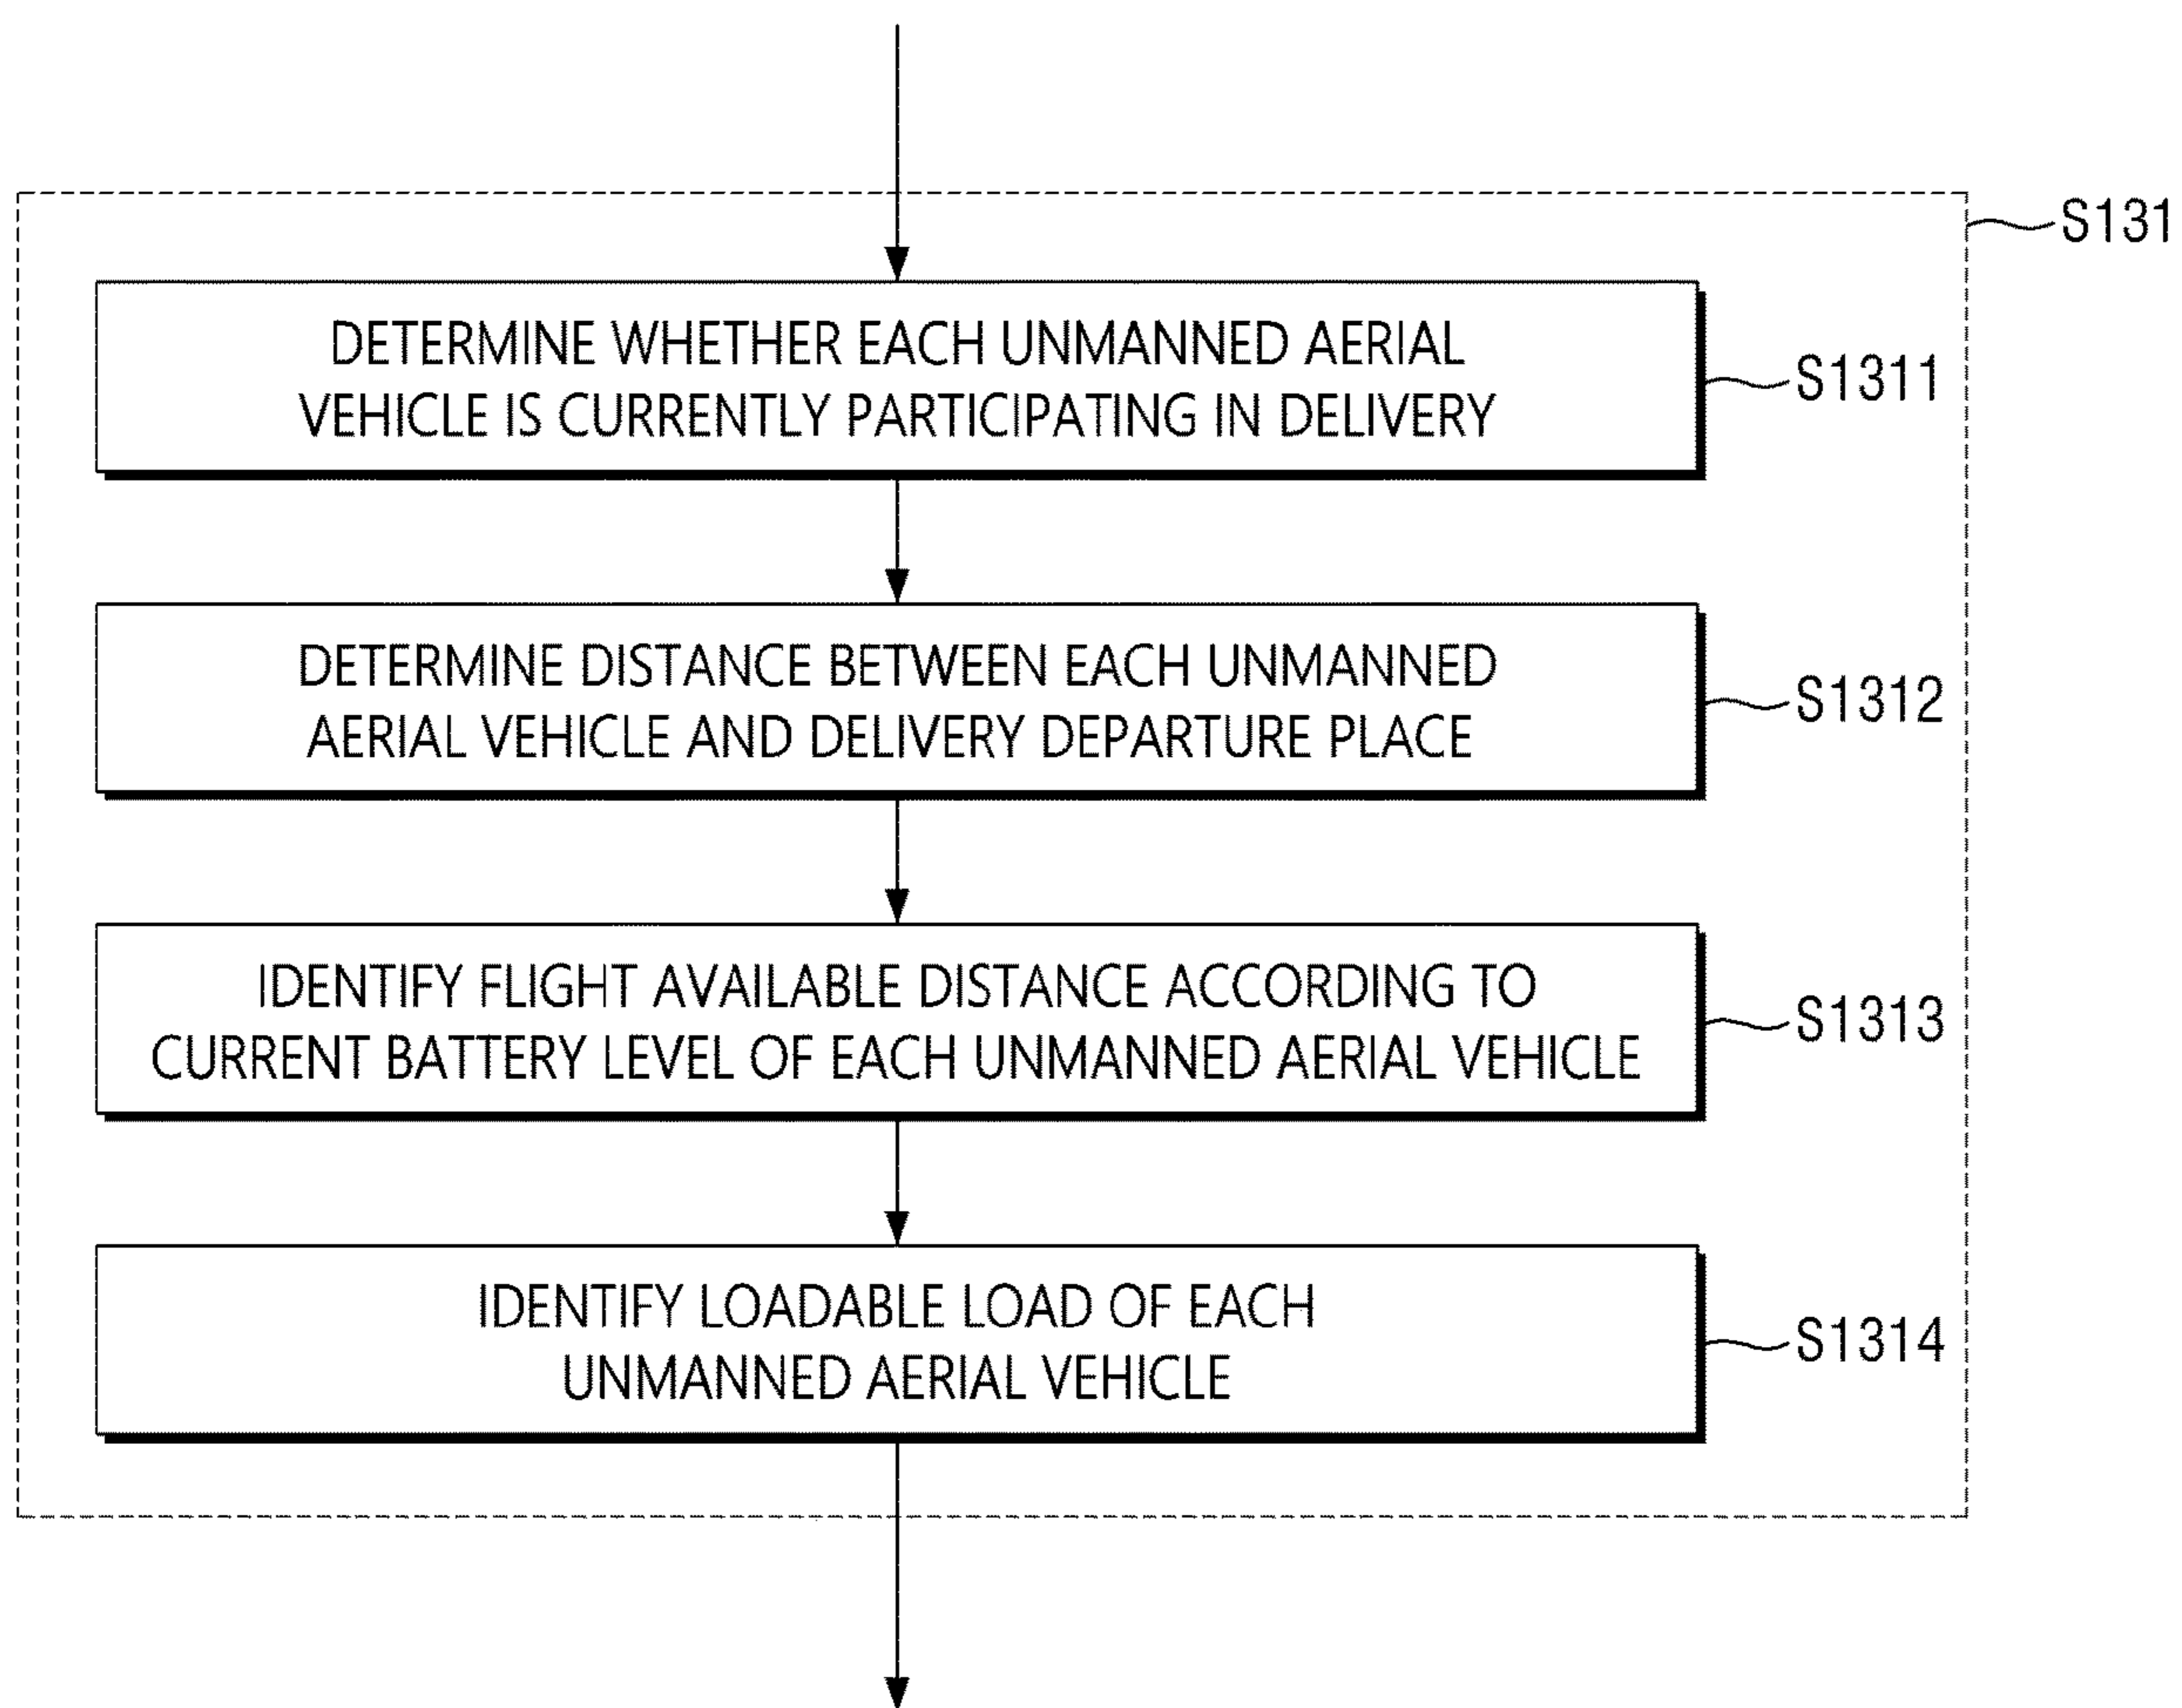 S131
DETERMINE WHETHER EACH UNMANNED AERIAL
VEHICLE IS CURRENTLY PARTICIPATING IN DELIVERY
S1311
DETERMINE DISTANCE BETWEEN EACH UNMANNED
AERIAL VEHICLE AND DELIVERY DEPARTURE PLACE
S1312
IDENTIFY FLIGHT AVAILABLE DISTANCE ACCORDING TO
CURRENT BATTERY LEVEL OF EACH UNMANNED AERIAL VEHICLE
S1313
IDENTIFY LOADABLE LOAD OF EACH
UNMANNED AERIAL VEHICLE
S1314